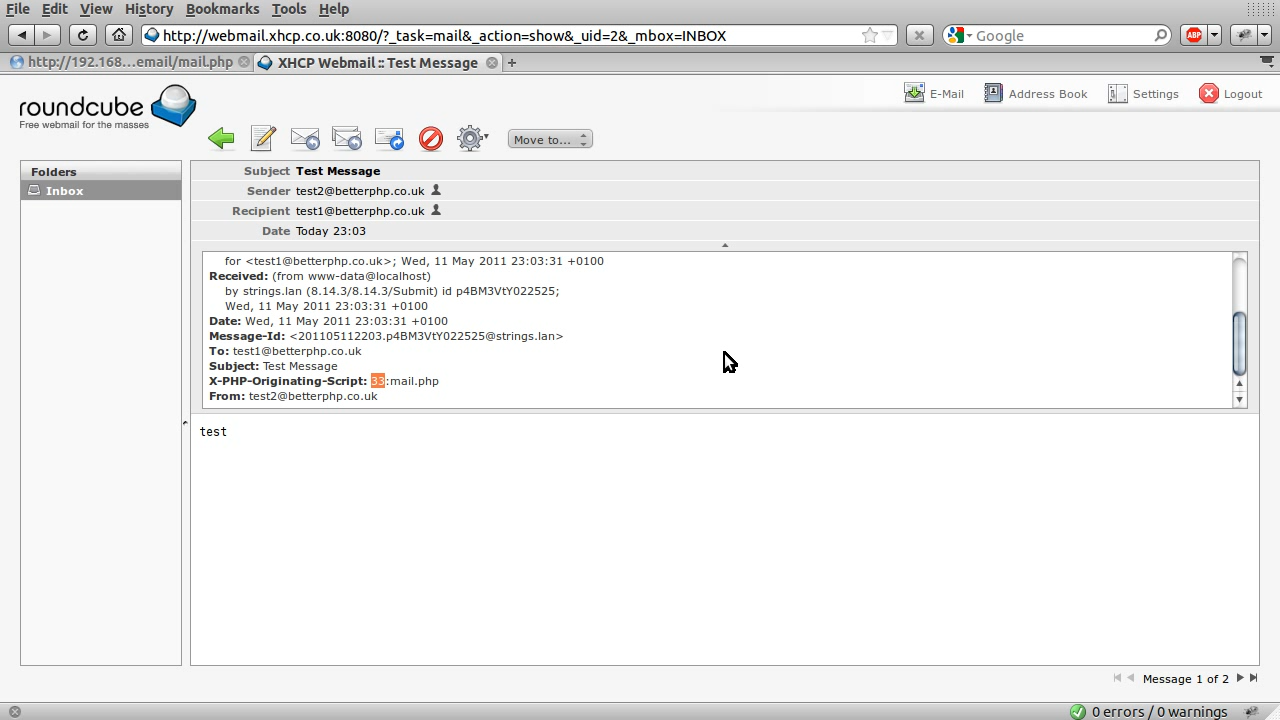 File Edit View History Bookmarks Tools Help
http://webmail.xhcp.co.uk:8080/?_task=mail&_action=show&_uid=2&_mbox=INBOX
Google
ABP
http://192.168...email/mail.php
XHCP Webmail :: Test Message
roundcube
Free webmail for the masses
E-Mail
Address Book
Settings
Logout
Move to...
Folders
Inbox
Subject Test Message
Sender test2@betterphp.co.uk
Recipient test1@betterphp.co.uk
Date Today 23:03
for <test1@betterphp.co.uk>; Wed, 11 May 2011 23:03:31 +0100
Received: (from www-data@localhost)
by strings.lan (8.14.3/8.14.3/Submit) id p4BM3VtY022525;
Wed, 11 May 2011 23:03:31 +0100
Date: Wed, 11 May 2011 23:03:31 +0100
Message-Id: <201105112203.p4BM3VtY022525@strings.lan>
To: test1@betterphp.co.uk
Subject: Test Message
X-PHP-Originating-Script: 33:mail.php
From: test2@betterphp.co.uk
test
Message 1 of 2
0 errors / 0 warnings